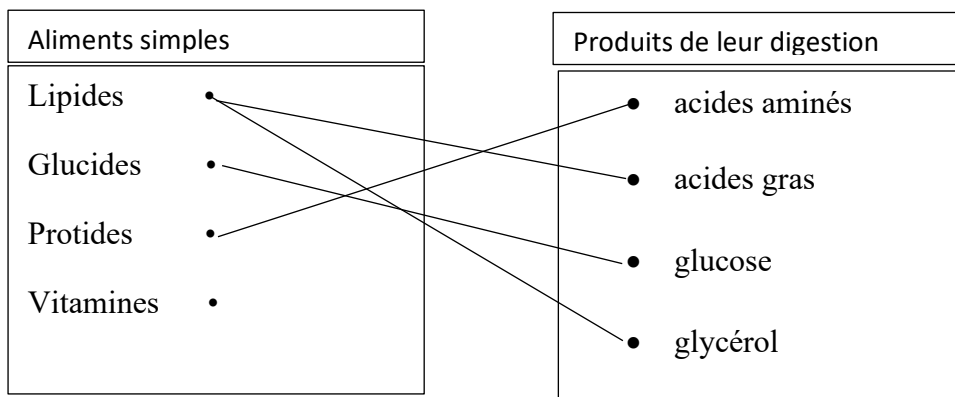 Aliments simples
Lipides
Glucides
Protides
Vitamines
Produits de leur digestion
acides aminés
acides gras
glucose
glycérol